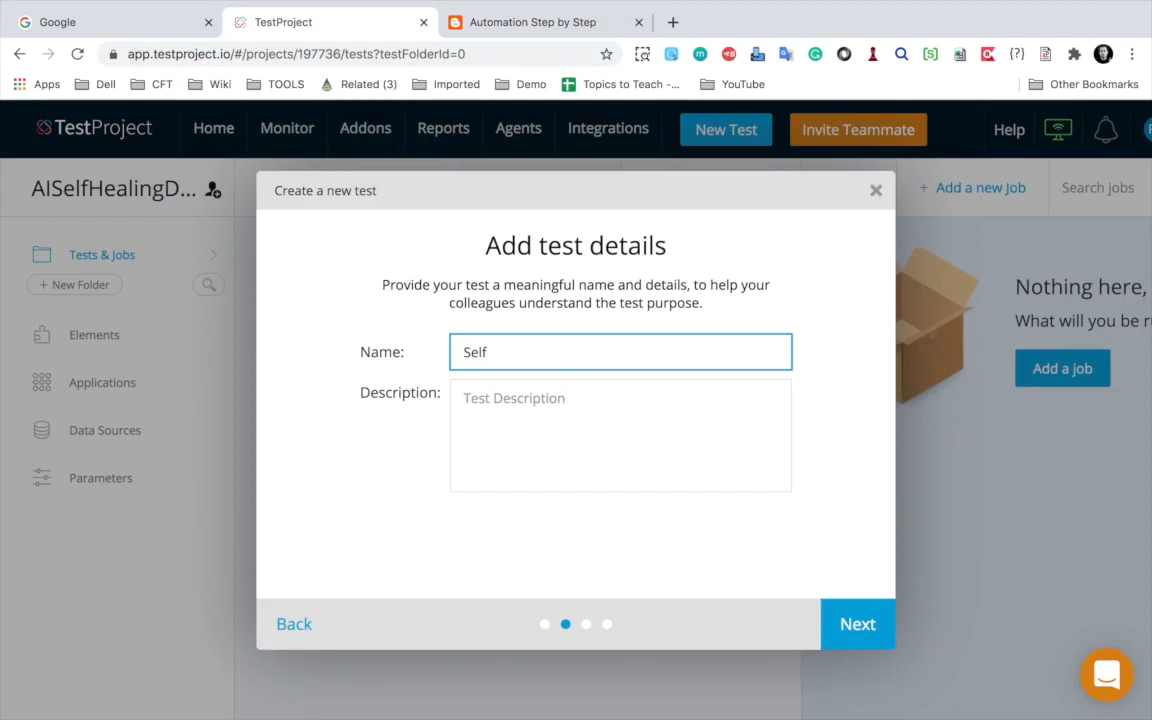 Google
TestProject
Automation Step by Step
app.testproject.io/#/projects/197736/tests?testFolderId=0
Apps
Dell
CFT
Wiki
TOOLS
Related (3)
Imported
Demo
Topics to Teach -...
YouTube
Other Bookmarks
TestProject
Home
Monitor
Addons
Reports
Agents
Integrations
New Test
Invite Teammate
Help
AISelfHealingD...
+ Add a new Job
Search jobs
Tests & Jobs
+ New Folder
Elements
Applications
Data Sources
Parameters
Create a new test
Add test details
Provide your test a meaningful name and details, to help your
colleagues understand the test purpose.
Name:
Self
Description:
Test Description
Back
Next
Nothing here,
What will you be r
Add a job